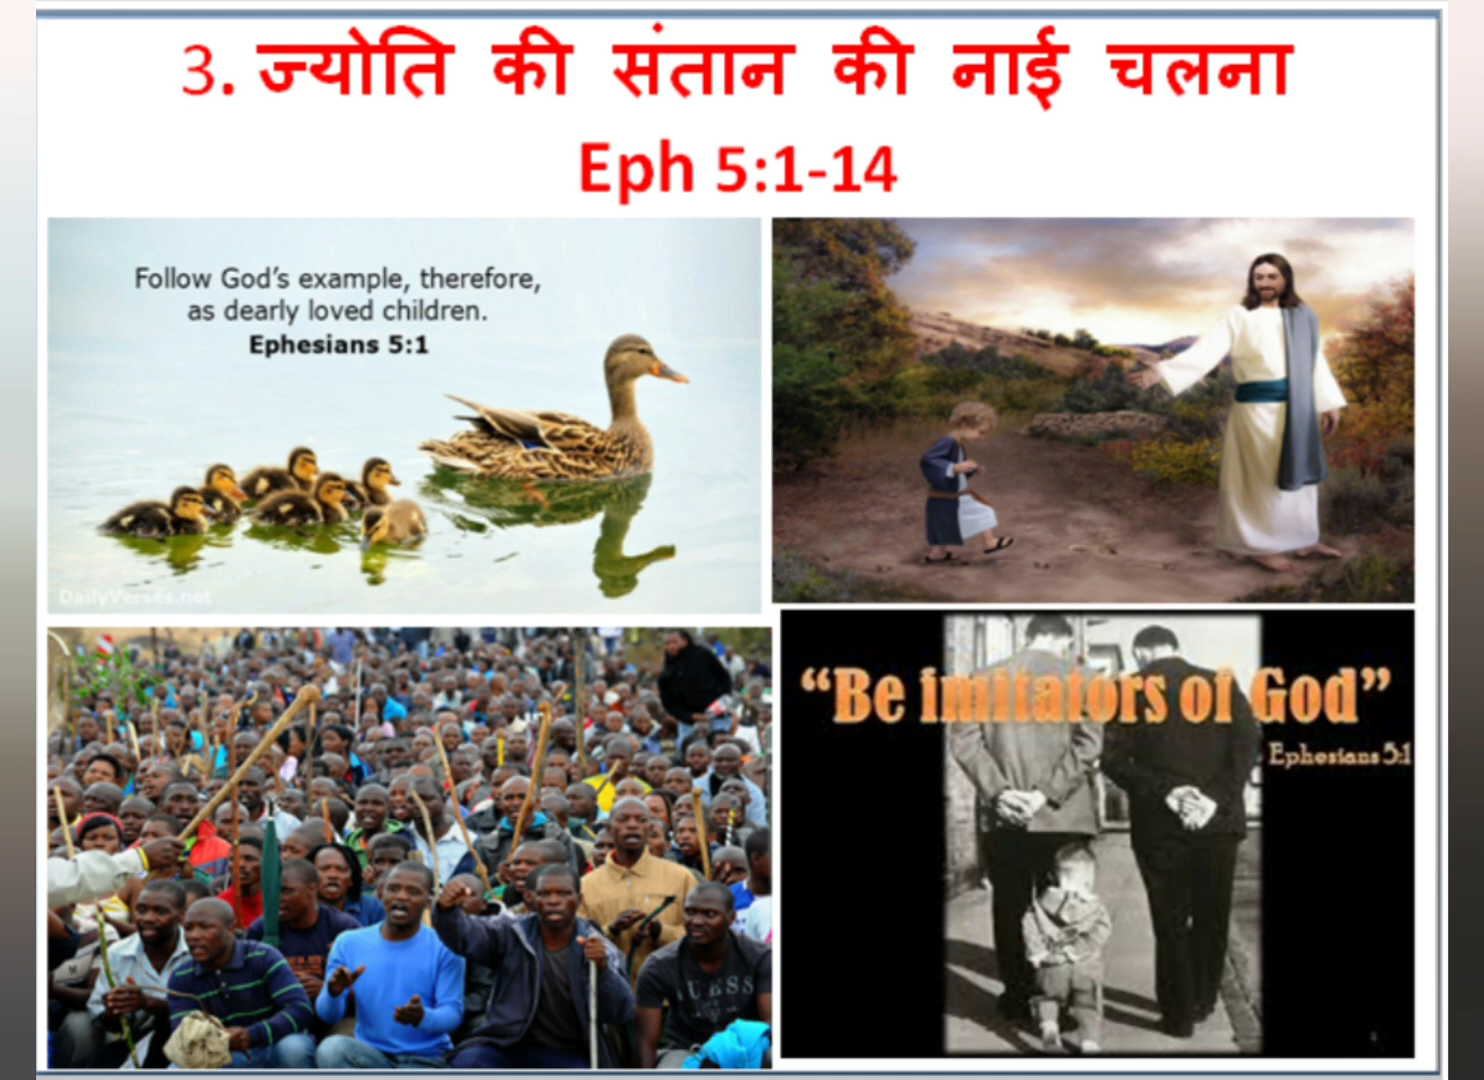 3. ज्योति की संतान की नाई चलना
Eph 5:1-14
Follow God's example, therefore,
as dearly loved children.
Ephesians 5:1
DailyVerses.net
"Be imitators of God"
Ephesians 5:1
GUESS